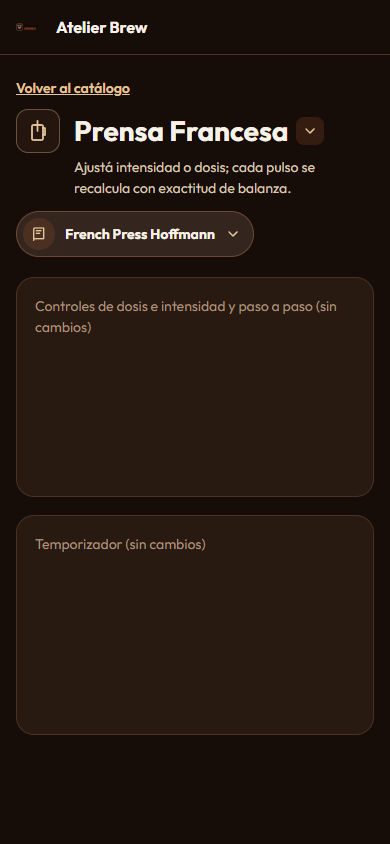 Atelier Brew
Volver al catálogo
Prensa Francesa
Ajustá intensidad o dosis; cada pulso se
recalcula con exactitud de balanza.
French Press Hoffmann
Controles de dosis e intensidad y paso a paso (sin
cambios)
Temporizador (sin cambios)